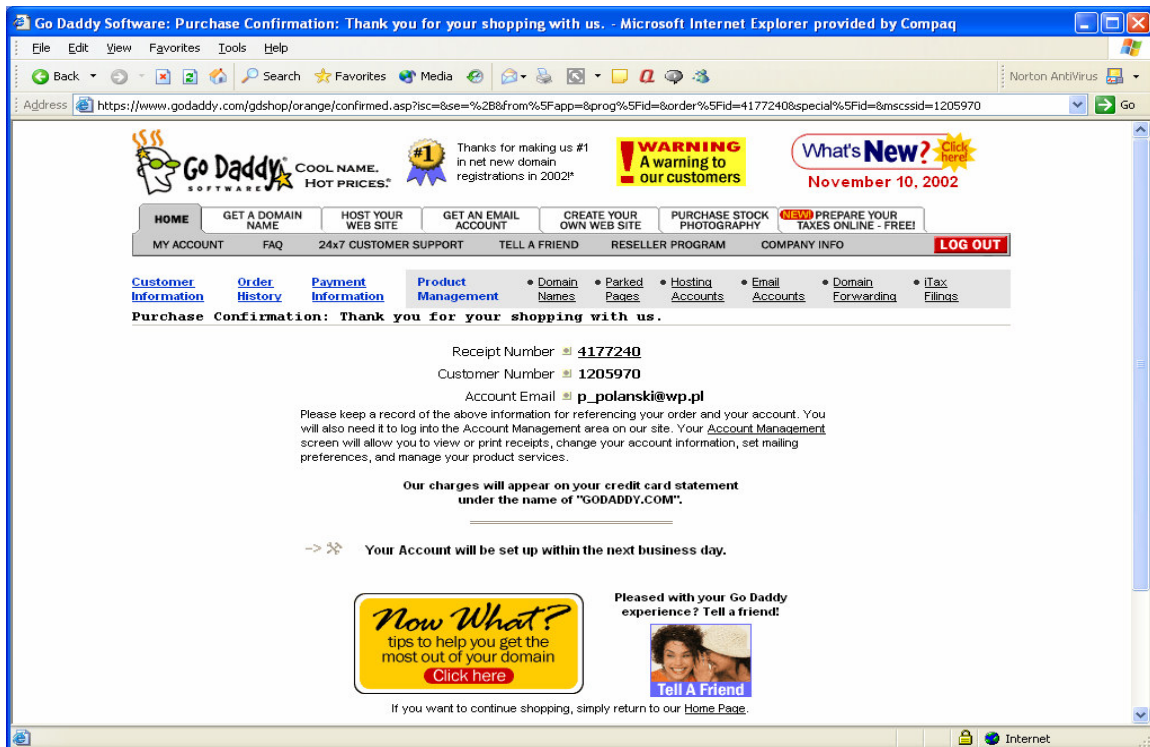 Go Daddy Software: Purchase Confirmation: Thank you for your shopping with us. - Microsoft Internet Explorer provided by Compaq
File Edit View Favorites Tools Help
Back Search Favorites Media Norton AntiVirus
Address https://www.godaddy.com/gdshop/orange/confirmed.asp?isc=&se=%2B&from%5Fapp=&prog%5Fid=&order%5Fid=4177240&special%5Fid=&mscssid=1205970 Go
Go Daddy
SOFTWARE
COOL NAME.
HOT PRICES.®
#1
Thanks for making us #1
in net new domain
registrations in 2002!*
WARNING
A warning to
our customers
What's New? Click here!
November 10, 2002
HOME
GET A DOMAIN
NAME
HOST YOUR
WEB SITE
GET AN EMAIL
ACCOUNT
CREATE YOUR
OWN WEB SITE
PURCHASE STOCK
PHOTOGRAPHY
NEW! PREPARE YOUR
TAXES ONLINE - FREE!
MY ACCOUNT FAQ 24x7 CUSTOMER SUPPORT TELL A FRIEND RESELLER PROGRAM COMPANY INFO LOG OUT
Customer
Information
Order
History
Payment
Information
Product
Management
• Domain
Names
• Parked
Pages
• Hosting
Accounts
• Email
Accounts
• Domain
Forwarding
• iTax
Filings
Purchase Confirmation: Thank you for your shopping with us.
Receipt Number 4177240
Customer Number 1205970
Account Email p_polanski@wp.pl
Please keep a record of the above information for referencing your order and your account. You
will also need it to log into the Account Management area on our site. Your Account Management
screen will allow you to view or print receipts, change your account information, set mailing
preferences, and manage your product services.
Our charges will appear on your credit card statement
under the name of "GODADDY.COM".
-> Your Account will be set up within the next business day.
Now What?
tips to help you get the
most out of your domain
Click here
Pleased with your Go Daddy
experience? Tell a friend!
Tell A Friend
If you want to continue shopping, simply return to our Home Page.
Internet